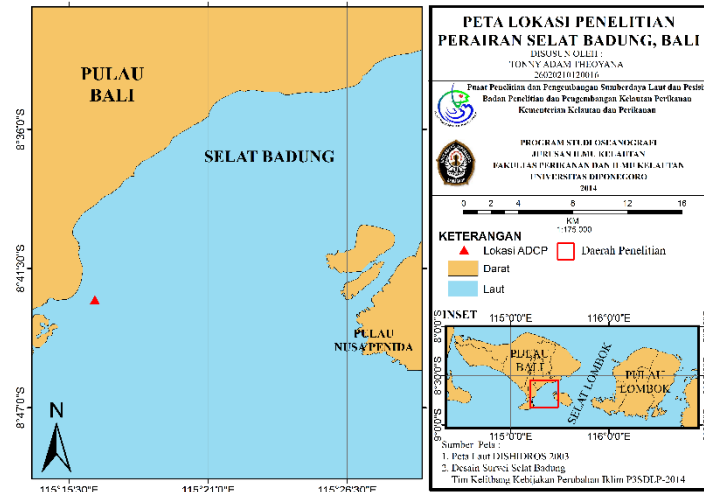 PULAU
BALI
SELAT BADUNG
PULAU
NUSA PENIDA
N
8°36'0"S
8°41'30"S
8°47'0"S
115°15'30"E
115°21'0"E
115°26'30"E
PETA LOKASI PENELITIAN
PERAIRAN SELAT BADUNG, BALI
DISUSUN OLEH :
TONNY ADAM THEOYANA
26020210120016
Pusat Penelitian dan Pengembangan Sumberdaya Laut dan Pesisi
Badan Penelitian dan Pengembangan Kelautan Perikanan
Kementerian Kelautan dan Perikanan
PROGRAM STUDI OSEANOGRAFI
JURUSAN ILMU KELAUTAN
FAKULTAS PERIKANAN DAN ILMU KELAUTAN
UNIVERSITAS DIPONEGORO
2014
0 2 4 8 12 16
KM
1:175.000
KETERANGAN
Lokasi ADCP
Daerah Penelitian
Darat
Laut
INSET
115°0'0"E
116°0'0"E
8°0'0"S
8°30'0"S
9°0'0"S
PULAU
BALI
SELAT LOMBOK
PULAU
LOMBOK
115°0'0"E
116°0'0"E
Sumber Peta :
1. Peta Laut DISHIDROS 2003
2. Desain Survei Selat Badung
Tim Kelitbang Kebijakan Perubahan Iklim P3SDLP-2014